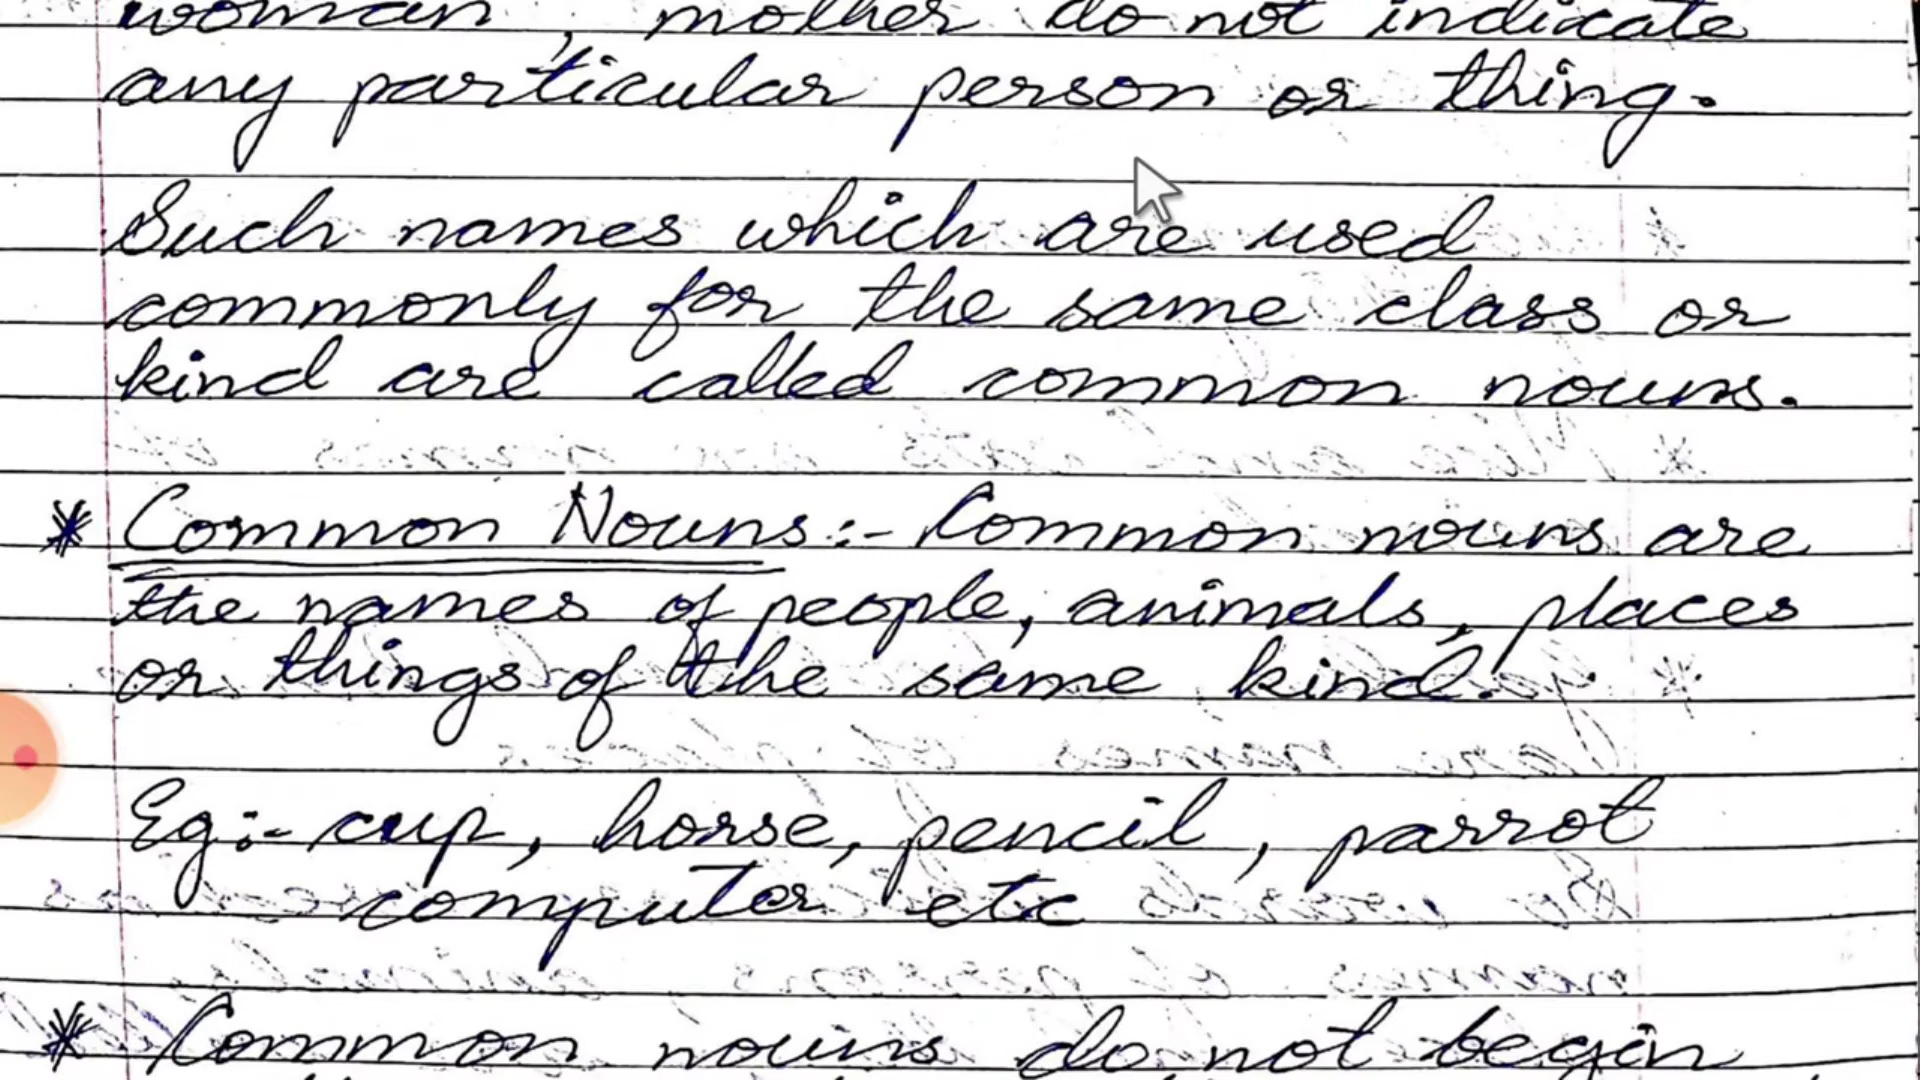 woman, mother do not indicate
any particular person or thing.
Such names which are used
commonly for the same class or
kind are called common nouns.
* Common Nouns:- Common nouns are
the names of people, animals, places
or things of the same kind.
Eg:- cup, horse, pencil, parrot
computer etc
* Common nouns do not begin